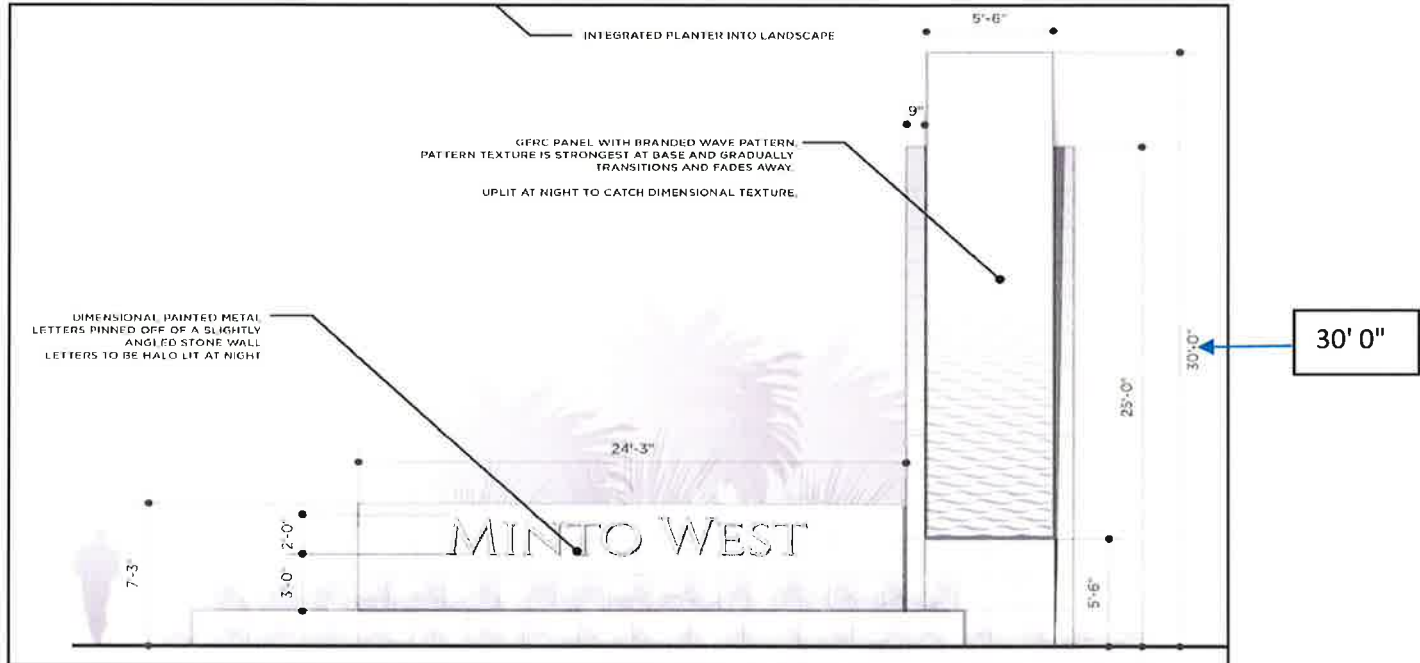 INTEGRATED PLANTER INTO LANDSCAPE
5'-6"
9"
GFRC PANEL WITH BRANDED WAVE PATTERN.
PATTERN TEXTURE IS STRONGEST AT BASE AND GRADUALLY
TRANSITIONS AND FADES AWAY.
UPLIT AT NIGHT TO CATCH DIMENSIONAL TEXTURE.
DIMENSIONAL PAINTED METAL
LETTERS PINNED OFF OF A SLIGHTLY
ANGLED STONE WALL
LETTERS TO BE HALO LIT AT NIGHT
30'-0"
30' 0"
25'-0"
24'-3"
MINTO WEST
2'-0"
7'-3"
3'-0"
5'-6"